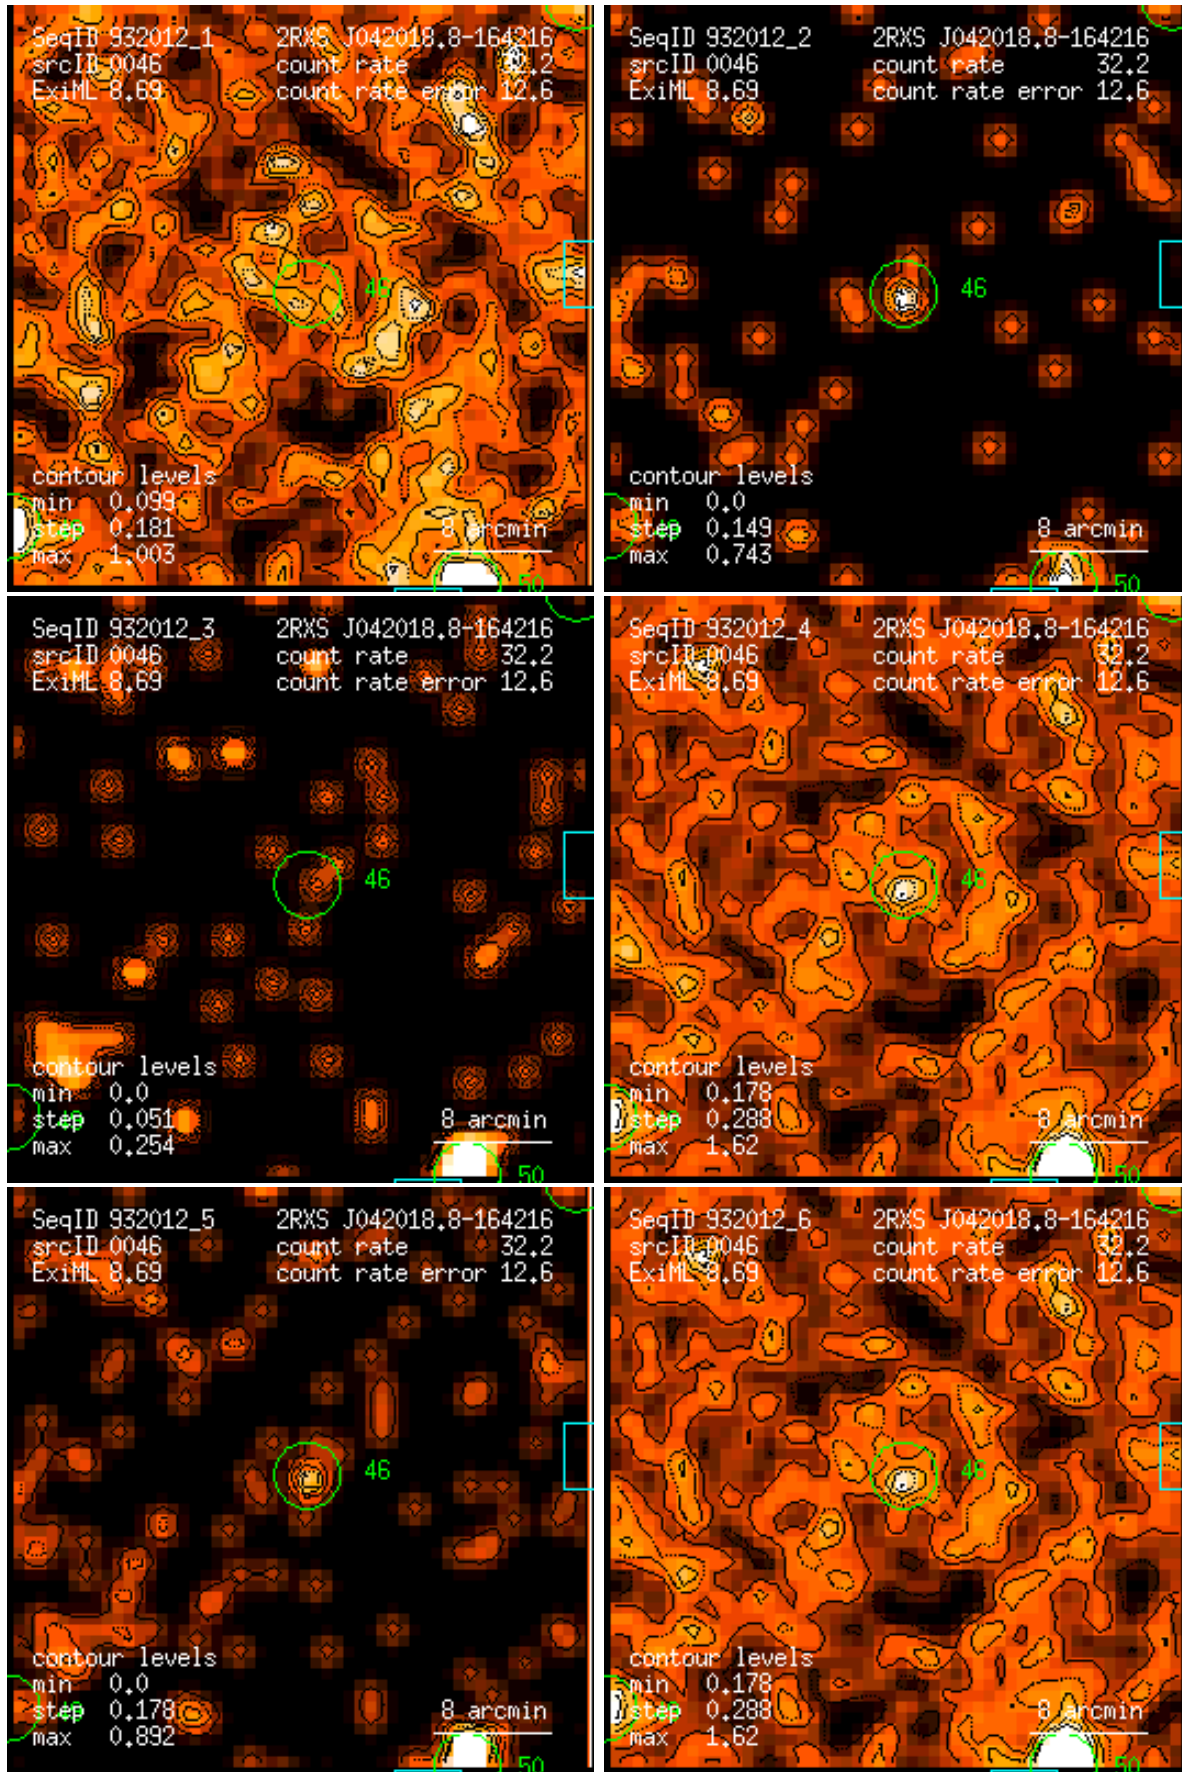 SeqID 932012_1 2RXS J042018.8-164216
srcID 0046 count rate 32.2
ExiML 8.69 count rate error 12.6
46
contour levels
min 0.099
step 0.181 8 arcmin
max 1.003
50
SeqID 932012_2 2RXS J042018.8-164216
srcID 0046 count rate 32.2
ExiML 8.69 count rate error 12.6
46
contour levels
min 0.0
step 0.149 8 arcmin
max 0.743
50
SeqID 932012_3 2RXS J042018.8-164216
srcID 0046 count rate 32.2
ExiML 8.69 count rate error 12.6
46
contour levels
min 0.0
step 0.051 8 arcmin
max 0.254
50
SeqID 932012_4 2RXS J042018.8-164216
srcID 0046 count rate 32.2
ExiML 8.69 count rate error 12.6
46
contour levels
min 0.178
step 0.288 8 arcmin
max 1.62
50
SeqID 932012_5 2RXS J042018.8-164216
srcID 0046 count rate 32.2
ExiML 8.69 count rate error 12.6
46
contour levels
min 0.0
step 0.178 8 arcmin
max 0.892
50
SeqID 932012_6 2RXS J042018.8-164216
srcID 0046 count rate 32.2
ExiML 8.69 count rate error 12.6
46
contour levels
min 0.178
step 0.288 8 arcmin
max 1.62
50